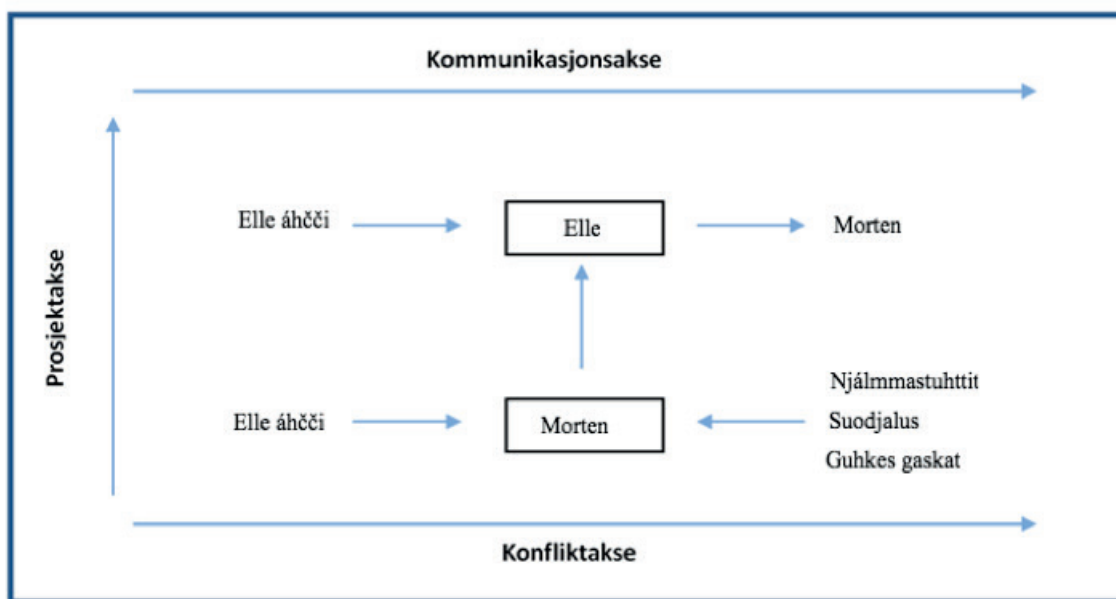 Kommunikasjonsakse
Prosjektakse
Elle áhčči
Elle
Morten
Elle áhčči
Morten
Njálmmastuhttit
Suodjalus
Guhkes gaskat
Konfliktakse